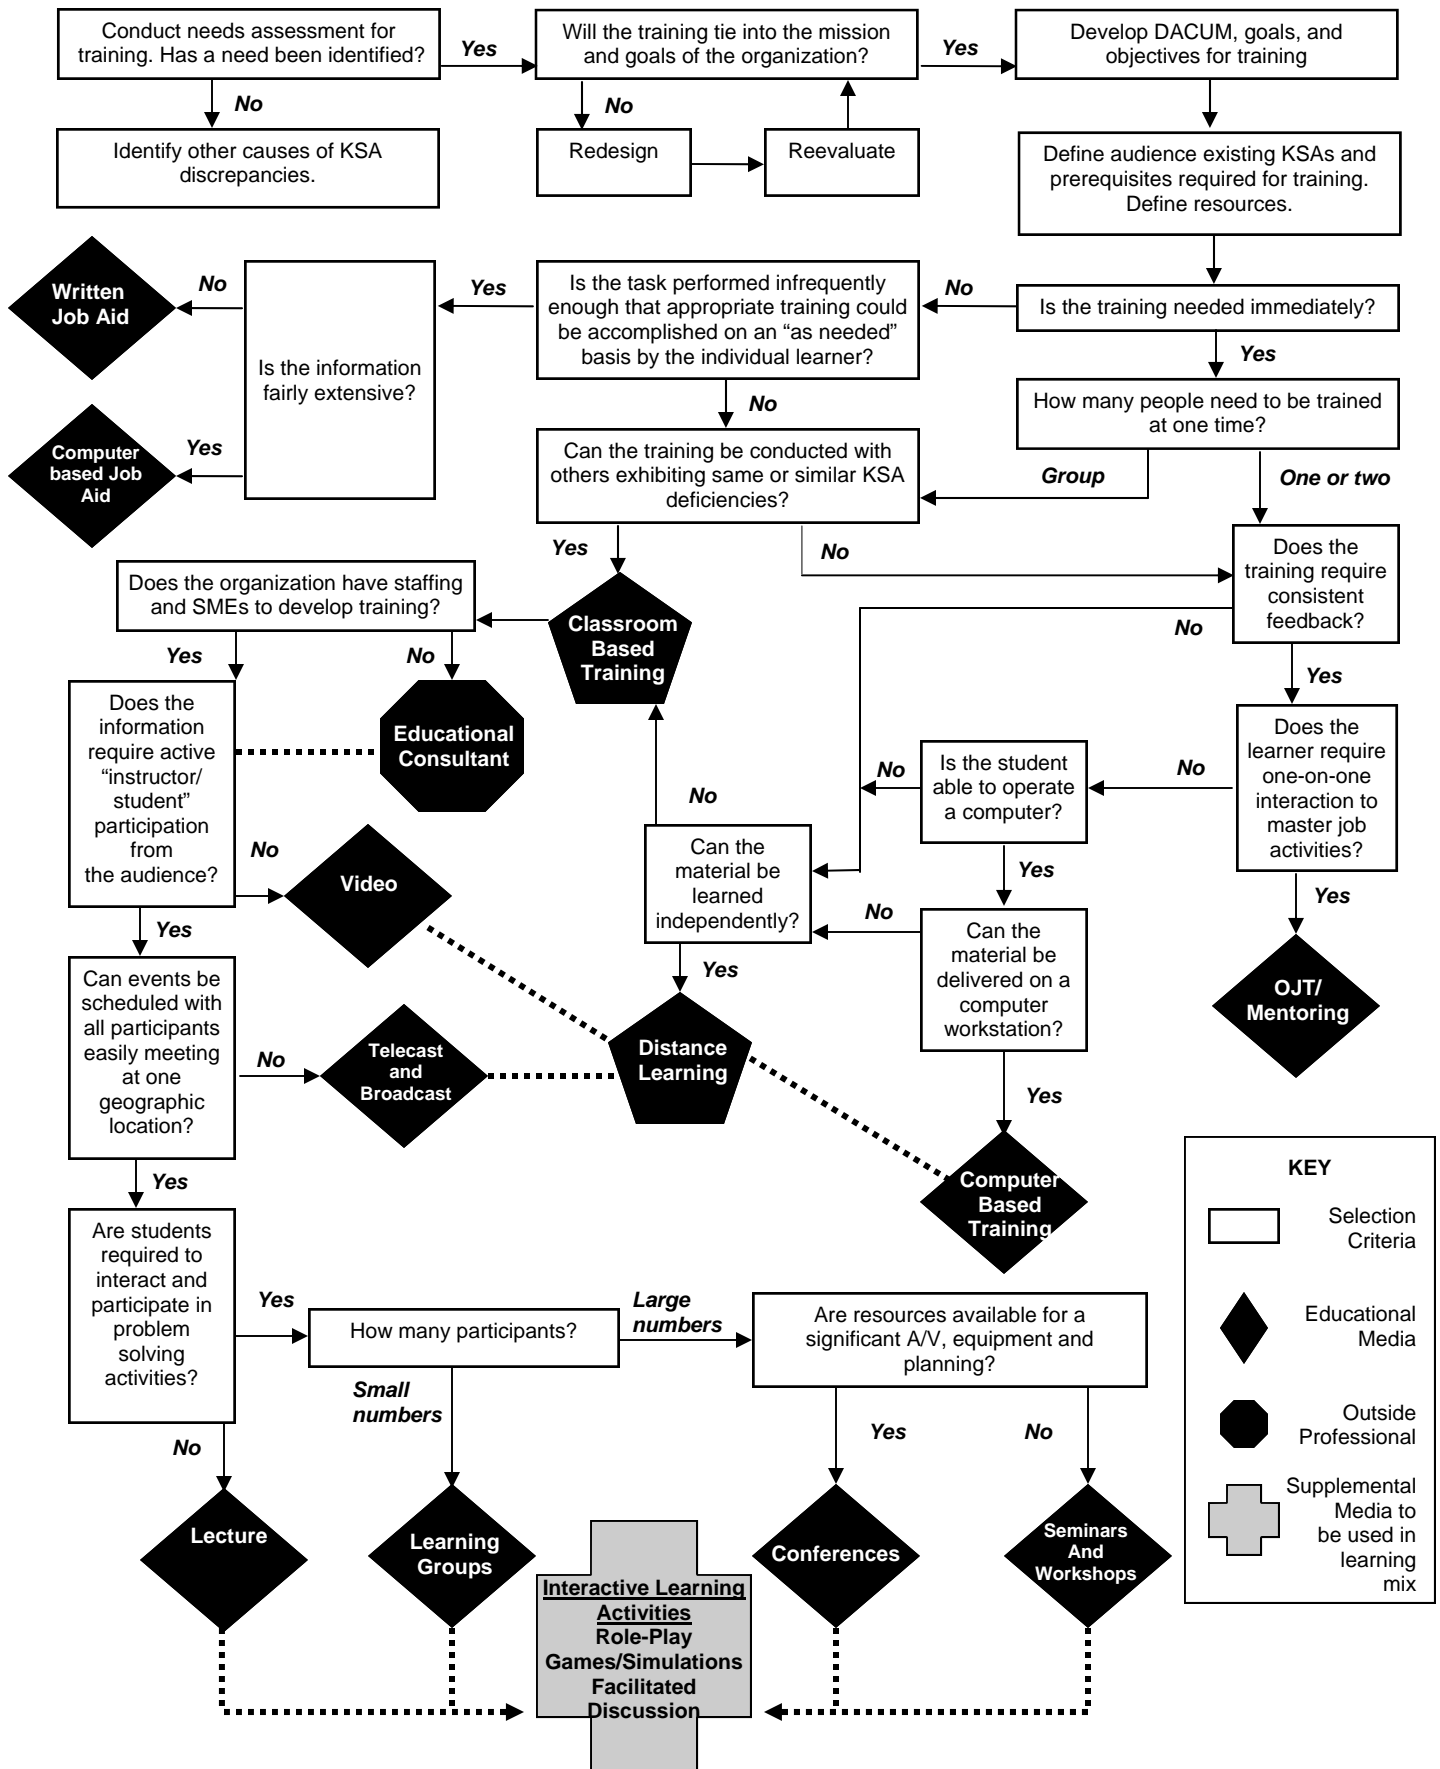 Conduct needs assessment for
training. Has a need been identified?
Yes
Will the training tie into the mission
and goals of the organization?
Yes
Develop DACUM, goals, and
objectives for training
No
No
Identify other causes of KSA
discrepancies.
Redesign
Reevaluate
Define audience existing KSAs and
prerequisites required for training.
Define resources.
Written
Job Aid
No
Is the information
fairly extensive?
Yes
Is the task performed infrequently
enough that appropriate training could
be accomplished on an “as needed”
basis by the individual learner?
No
Is the training needed immediately?
Yes
Computer
based Job
Aid
Yes
No
How many people need to be trained
at one time?
Can the training be conducted with
others exhibiting same or similar KSA
deficiencies?
Group
One or two
Yes
No
Does the
training require
consistent
feedback?
Does the organization have staffing
and SMEs to develop training?
Classroom
Based
Training
No
Yes
Yes
No
Does the
information
require active
“instructor/
student”
participation
from
the audience?
Educational
Consultant
Is the student
able to operate
a computer?
No
No
Does the
learner require
one-on-one
interaction to
master job
activities?
No
No
Video
Can the
material be
learned
independently?
Yes
Yes
Yes
No
Can the
material be
delivered on a
computer
workstation?
Can events be
scheduled with
all participants
easily meeting
at one
geographic
location?
Yes
OJT/
Mentoring
No
Telecast
and
Broadcast
Distance
Learning
Yes
Yes
Computer
Based
Training
KEY
Selection
Criteria
Educational
Media
Outside
Professional
Supplemental
Media to
be used in
learning
mix
Are students
required to
interact and
participate in
problem
solving
activities?
Yes
How many participants?
Large
numbers
Are resources available for a
significant A/V, equipment and
planning?
Small
numbers
No
Yes
No
Lecture
Learning
Groups
Conferences
Seminars
And
Workshops
Interactive Learning
Activities
Role-Play
Games/Simulations
Facilitated
Discussion